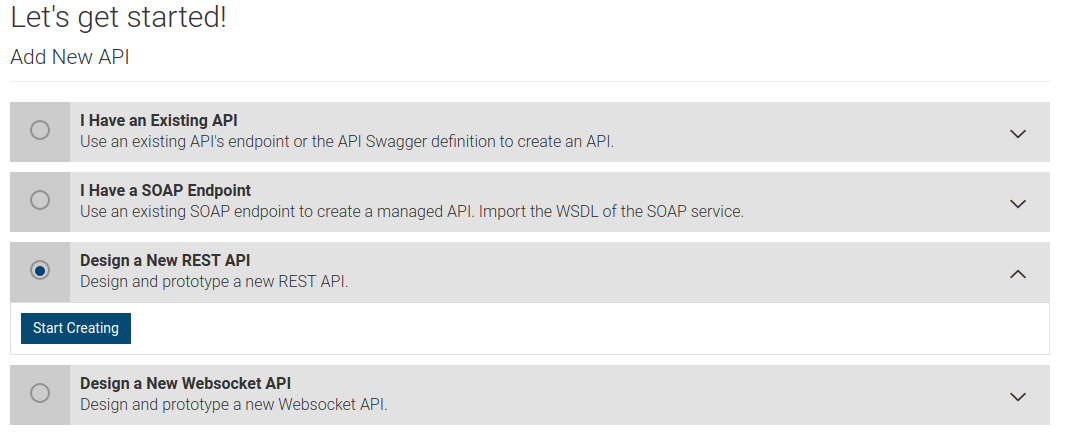 Let's get started!
Add New API
I Have an Existing API
Use an existing API's endpoint or the API Swagger definition to create an API.
I Have a SOAP Endpoint
Use an existing SOAP endpoint to create a managed API. Import the WSDL of the SOAP service.
Design a New REST API
Design and prototype a new REST API.
Start Creating
Design a New Websocket API
Design and prototype a new Websocket API.